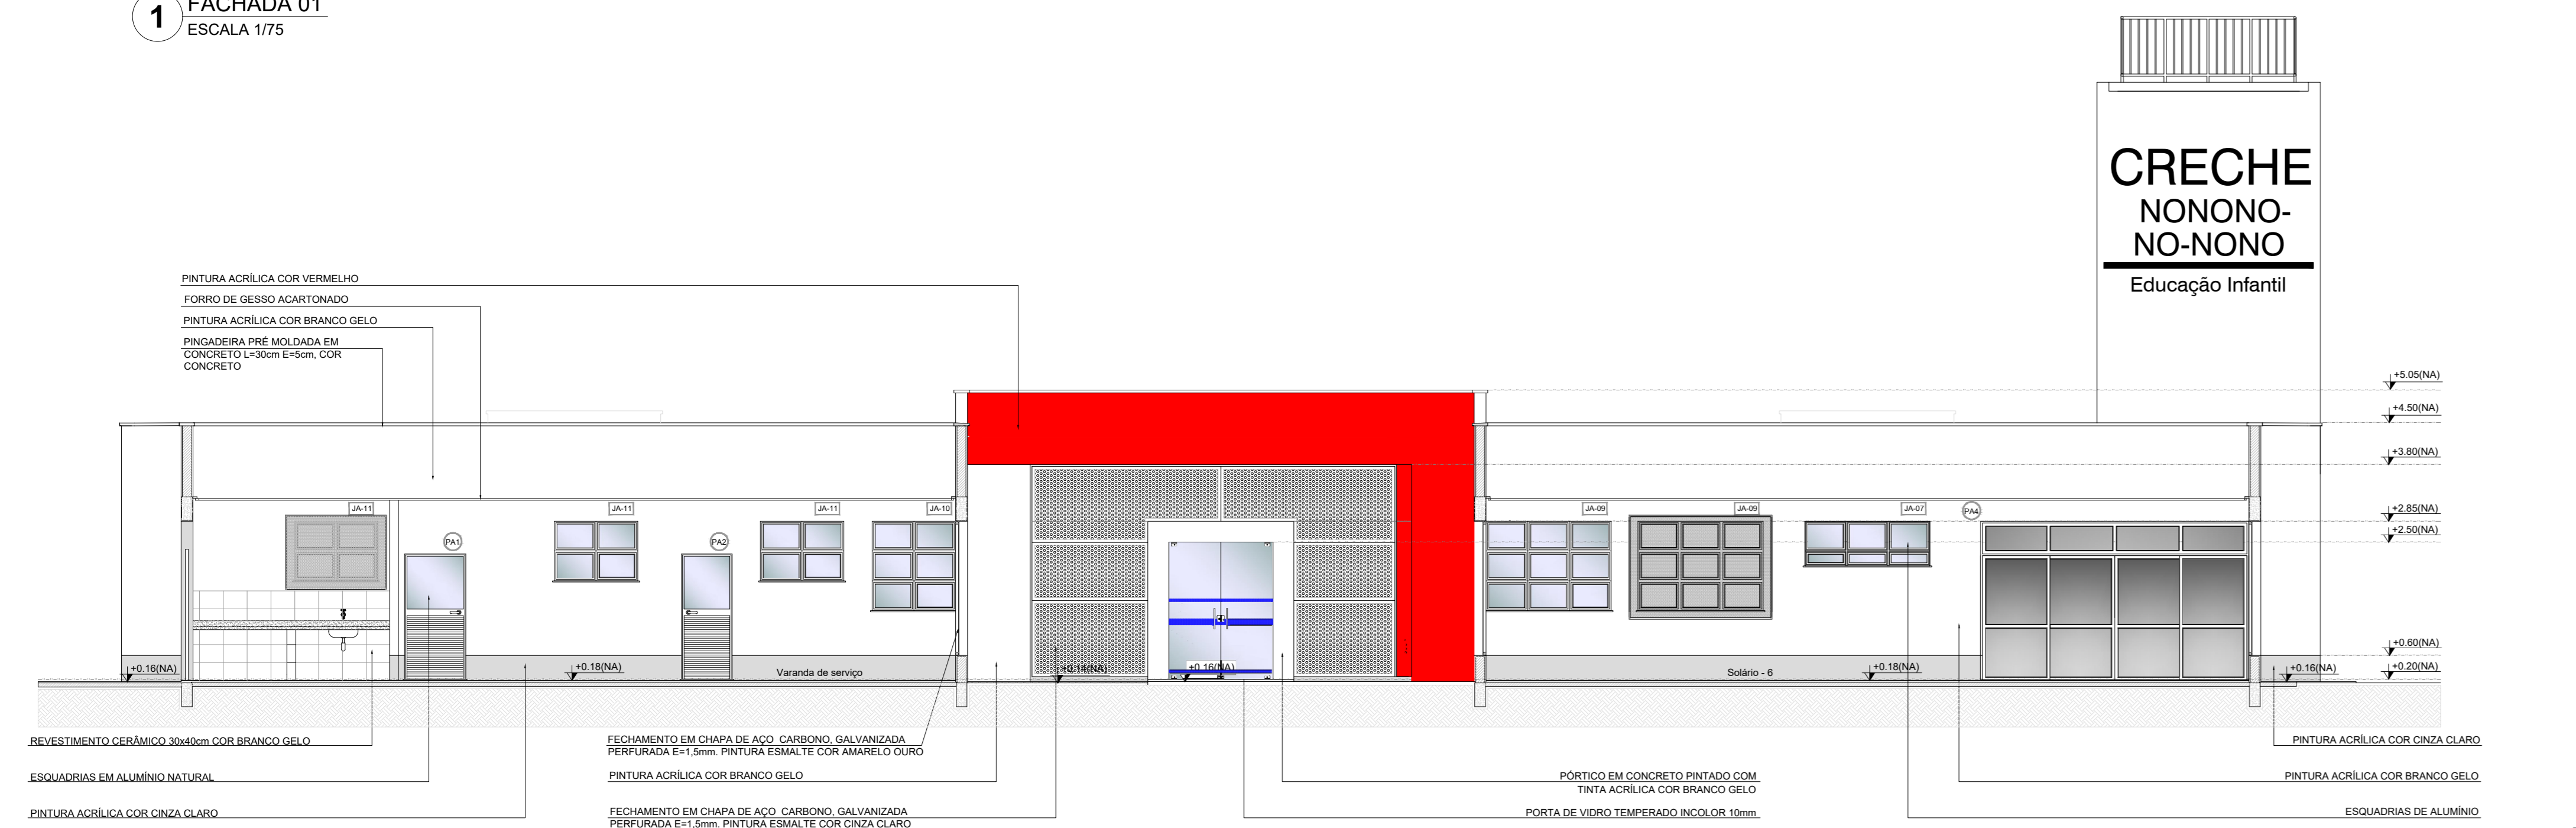 1
FACHADA 01
ESCALA 1/75
CRECHE
NONONO-
NO-NONO
Educação Infantil
PINTURA ACRÍLICA COR VERMELHO
FORRO DE GESSO ACARTONADO
PINTURA ACRÍLICA COR BRANCO GELO
PINGADEIRA PRÉ MOLDADA EM
CONCRETO L=30cm E=5cm, COR
CONCRETO
+5.05(NA)
+4.50(NA)
+3.80(NA)
JA-11
JA-11
JA-11
JA-10
JA-09
JA-09
JA-07
PA4
+2.85(NA)
+2.50(NA)
PA1
PA2
+0.60(NA)
+0.16(NA)
+0.18(NA)
Varanda de serviço
+0.14(NA)
+0.16(NA)
Solário - 6
+0.18(NA)
+0.16(NA)
+0.20(NA)
REVESTIMENTO CERÂMICO 30x40cm COR BRANCO GELO
ESQUADRIAS EM ALUMÍNIO NATURAL
PINTURA ACRÍLICA COR CINZA CLARO
FECHAMENTO EM CHAPA DE AÇO CARBONO, GALVANIZADA
PERFURADA E=1,5mm. PINTURA ESMALTE COR AMARELO OURO
PINTURA ACRÍLICA COR BRANCO GELO
FECHAMENTO EM CHAPA DE AÇO CARBONO, GALVANIZADA
PERFURADA E=1,5mm. PINTURA ESMALTE COR CINZA CLARO
PÓRTICO EM CONCRETO PINTADO COM
TINTA ACRÍLICA COR BRANCO GELO
PORTA DE VIDRO TEMPERADO INCOLOR 10mm
PINTURA ACRÍLICA COR CINZA CLARO
PINTURA ACRÍLICA COR BRANCO GELO
ESQUADRIAS DE ALUMÍNIO